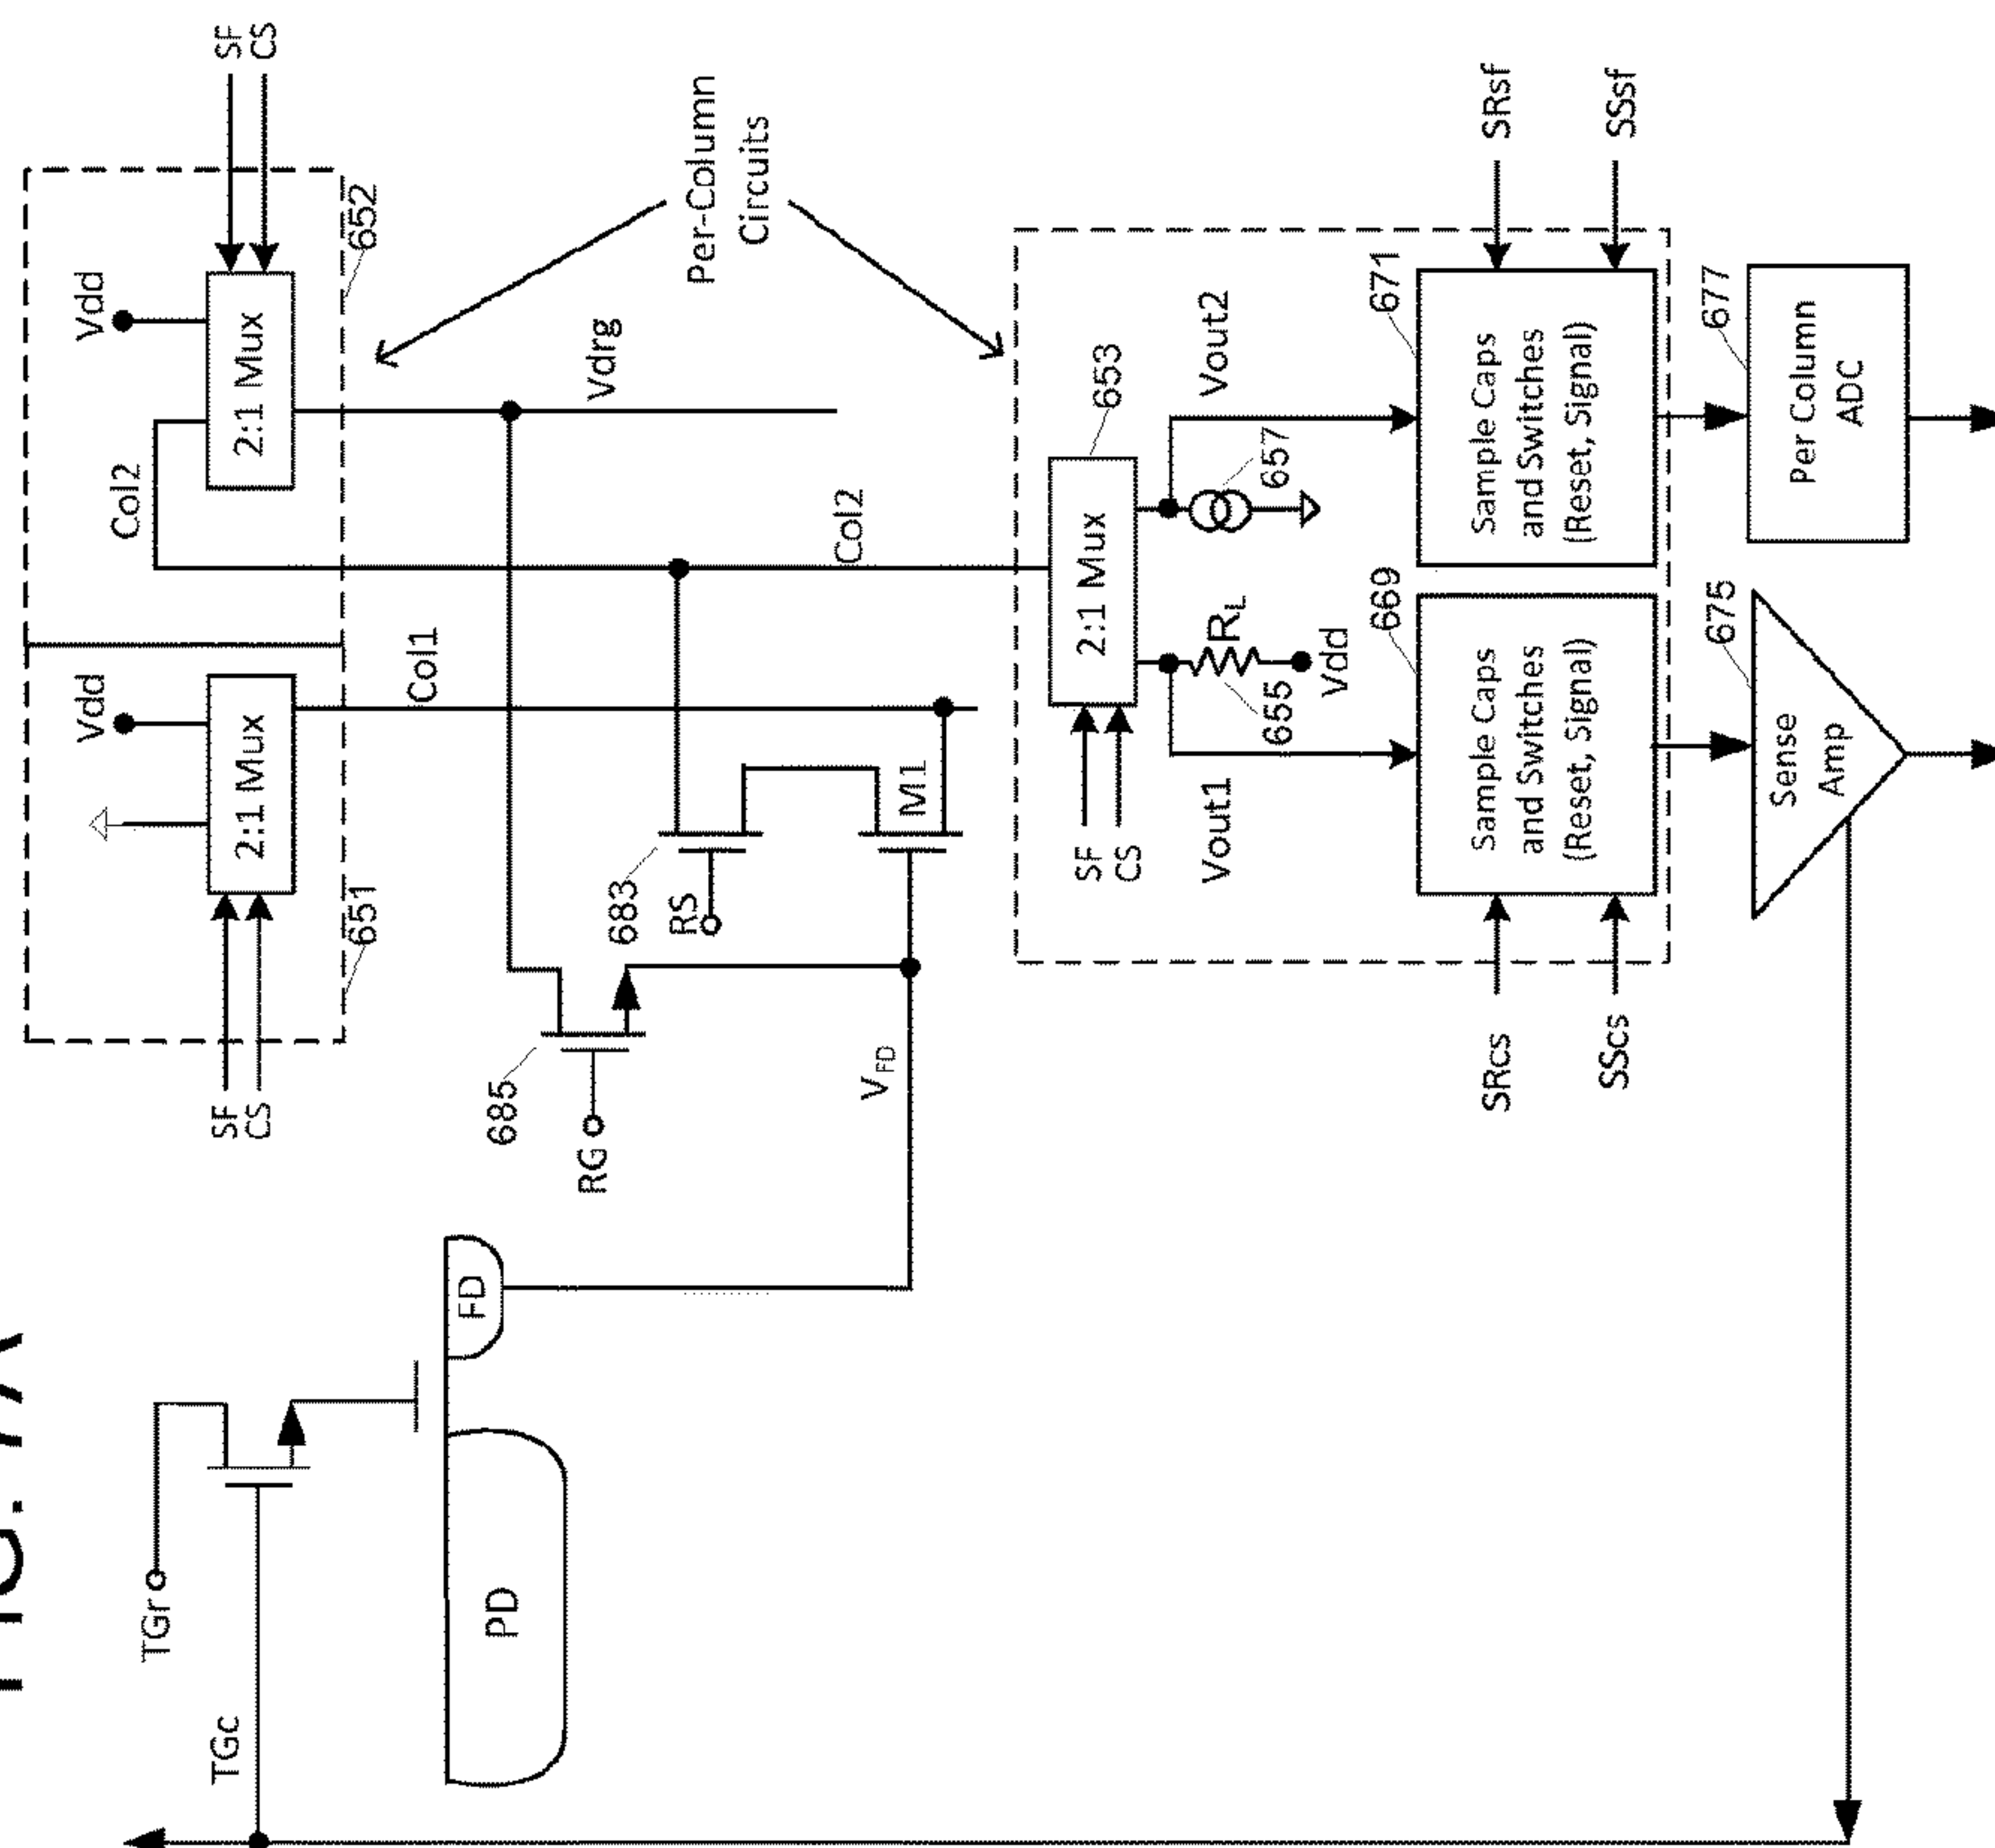 TGc
TGr
PD
FD
SF
CS
651
2:1 Mux
Vdd
Col1
Col2
2:1 Mux
Vdd
652
SF
CS
RG
685
V_FD
RS
683
M1
Vdrg
Col2
Per-Column
Circuits
SF
CS
2:1 Mux
653
655
R_L
Vdd
657
Vout1
Vout2
SRcs
SScs
669
Sample Caps
and Switches
(Reset, Signal)
671
Sample Caps
and Switches
(Reset, Signal)
SRsf
SSsf
675
Sense
Amp
677
Per Column
ADC